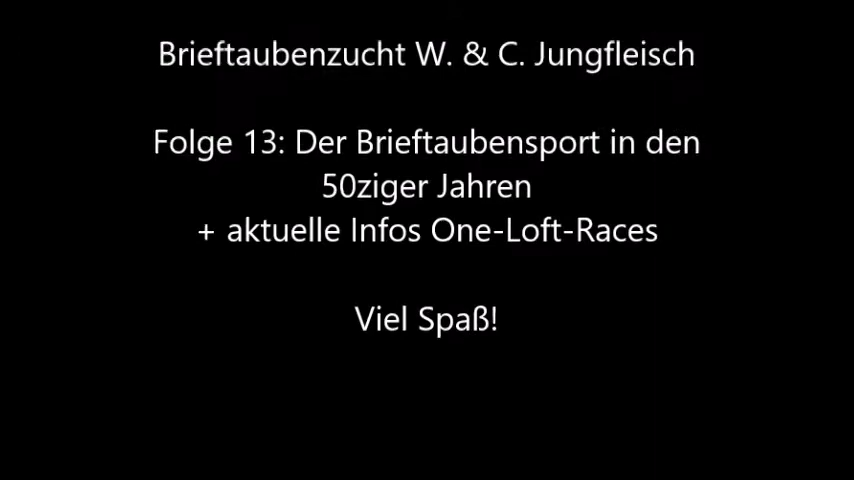 Brieftaubenzucht W. & C. Jungfleisch
Folge 13: Der Brieftaubensport in den
50ziger Jahren
+ aktuelle Infos One-Loft-Races
Viel Spaß!